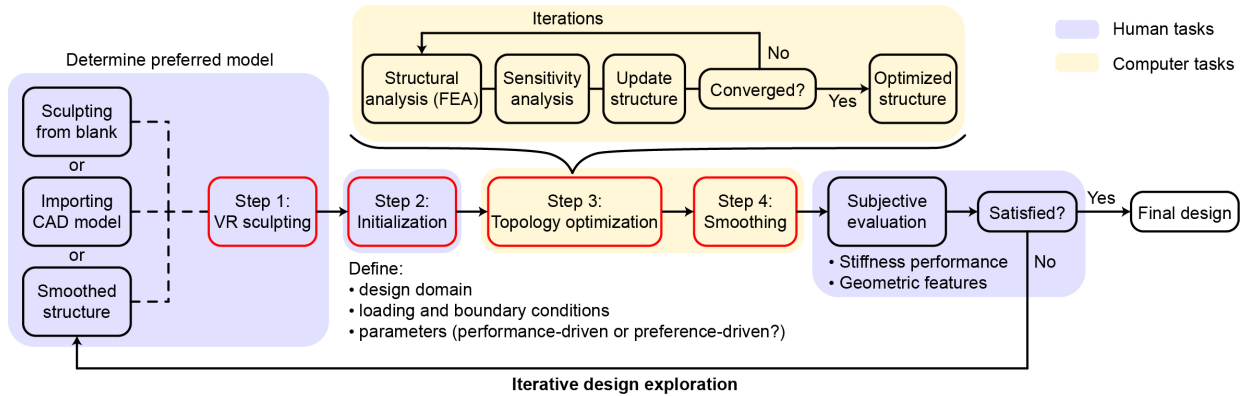 Iterations
Human tasks
Computer tasks
Determine preferred model
No
Structural
analysis (FEA)
Sensitivity
analysis
Update
structure
Converged?
Yes
Optimized
structure
Sculpting
from blank
or
Importing
CAD model
or
Smoothed
structure
Step 1:
VR sculpting
Step 2:
Initialization
Step 3:
Topology optimization
Step 4:
Smoothing
Subjective
evaluation
Satisfied?
Yes
Final design
No
• Stiffness performance
• Geometric features
Define:
• design domain
• loading and boundary conditions
• parameters (performance-driven or preference-driven?)
Iterative design exploration